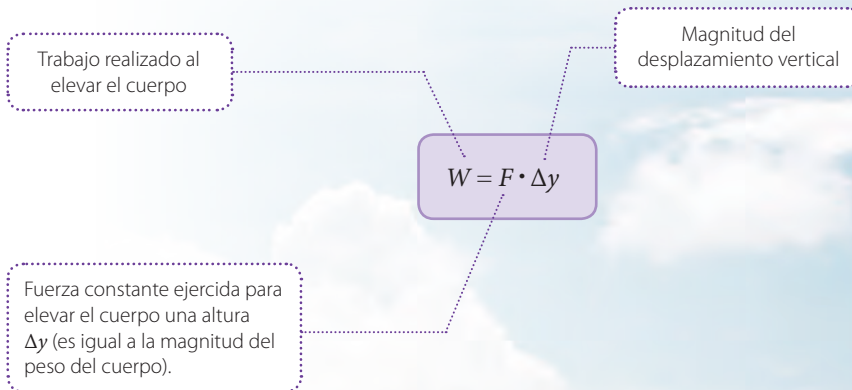 Magnitud del
desplazamiento vertical
Trabajo realizado al
elevar el cuerpo
W = F • Δy
Fuerza constante ejercida para
elevar el cuerpo una altura
Δy (es igual a la magnitud del
peso del cuerpo).